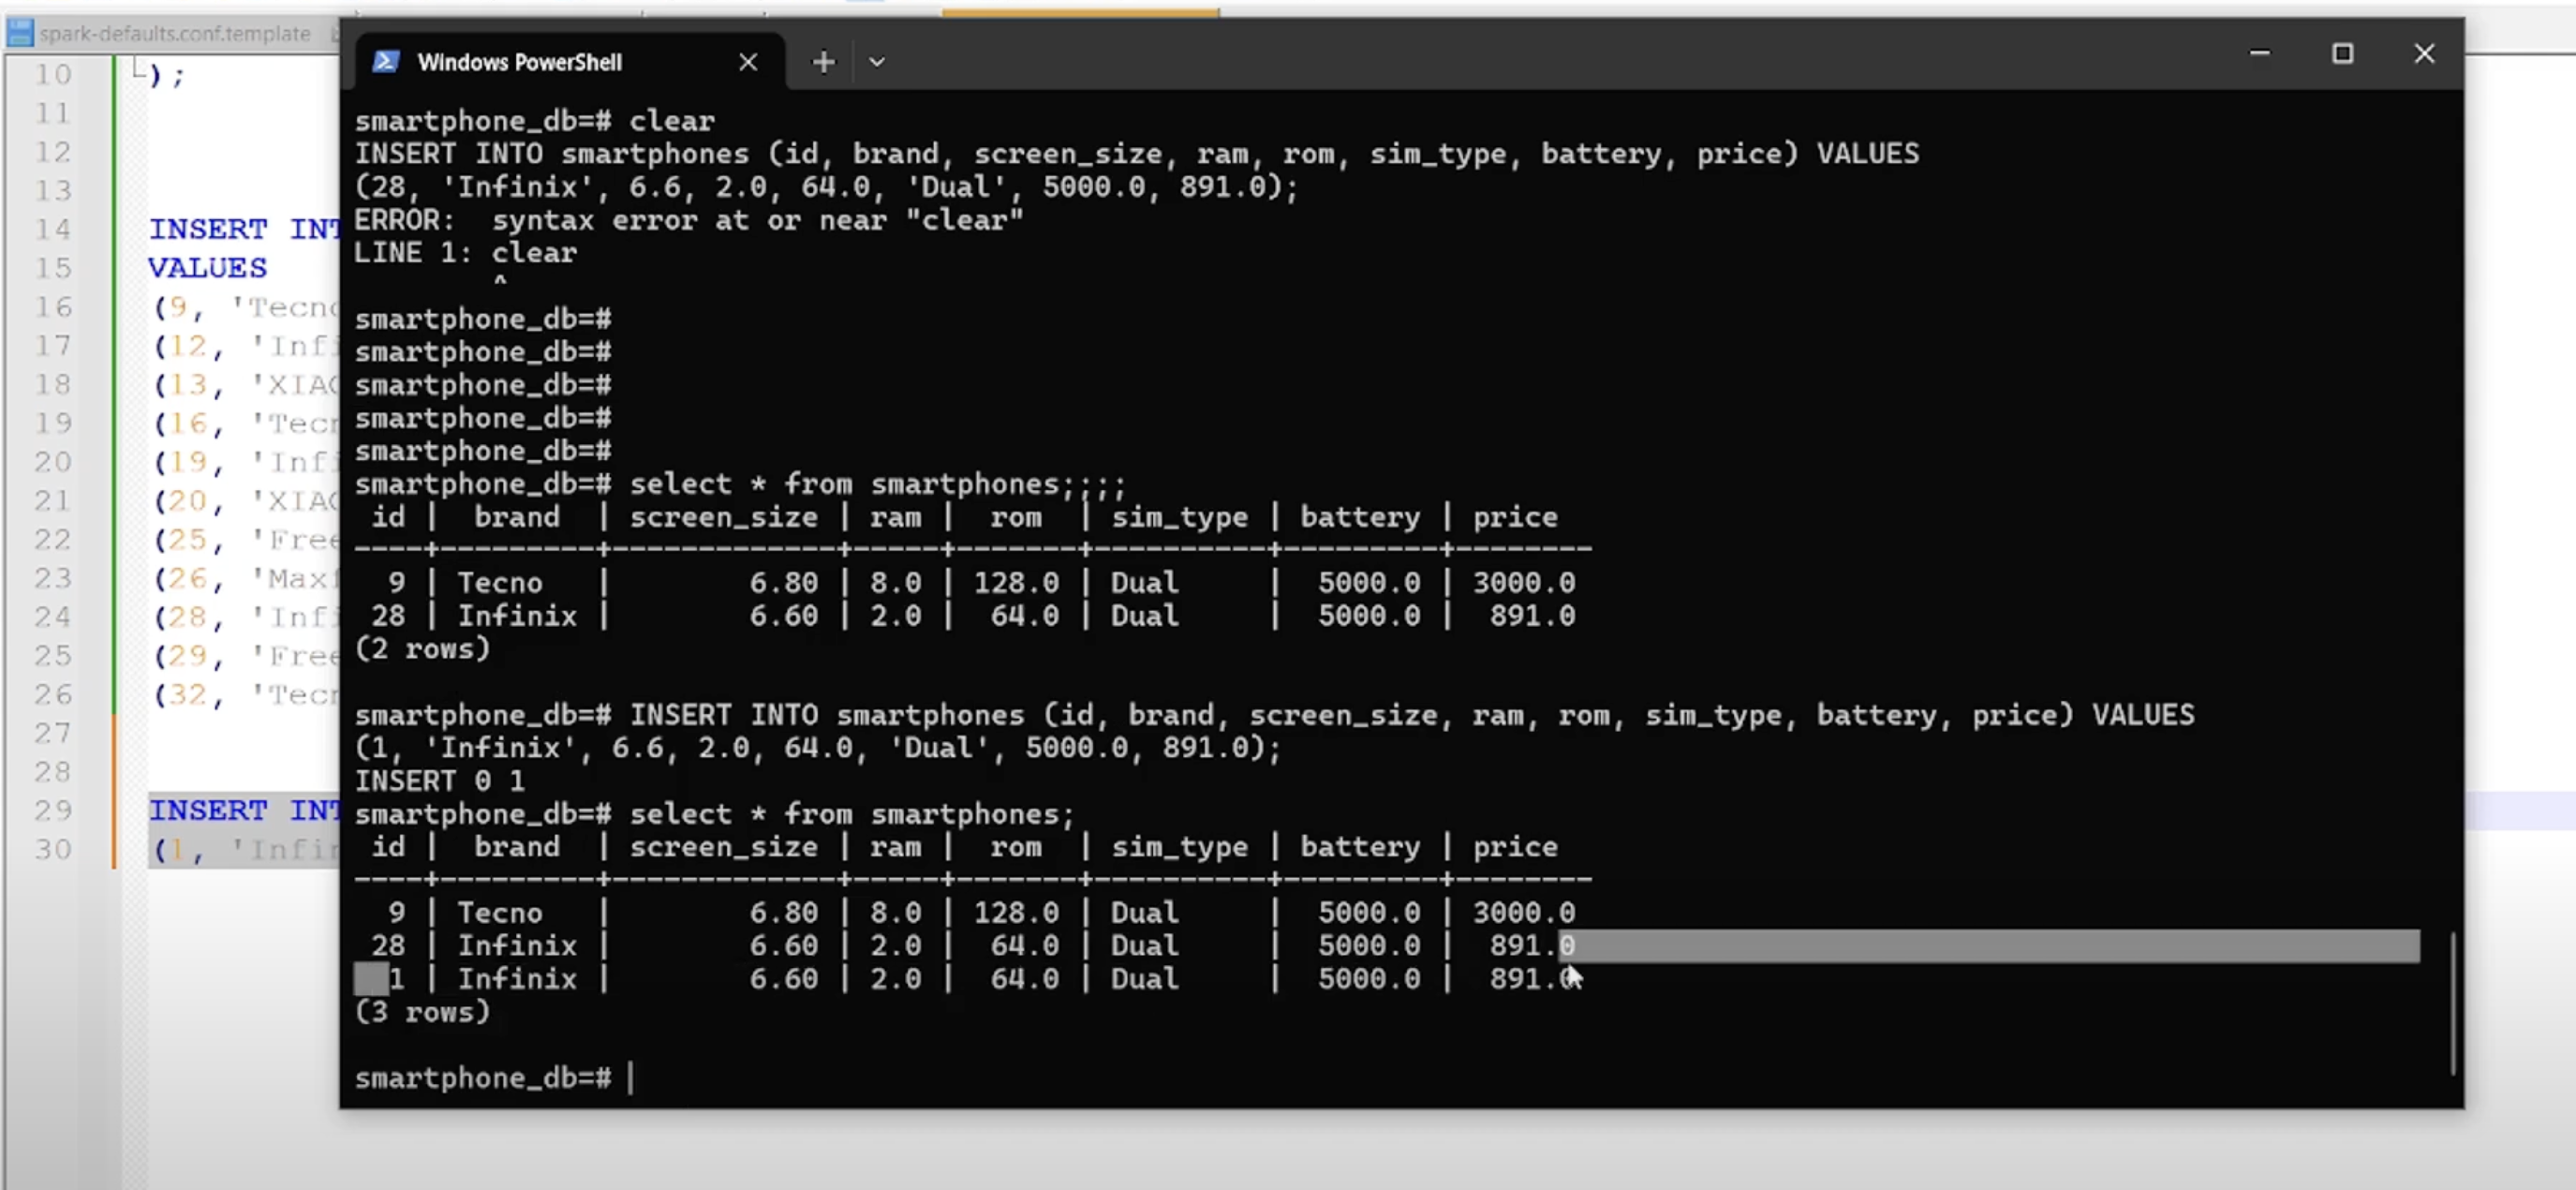 spark-defaults.conf.template
10 );
11
12
13
14 INSERT INT
15 VALUES
16 (9, 'Tecno
17 (12, 'Infi
18 (13, 'XIAO
19 (16, 'Tecn
20 (19, 'Infi
21 (20, 'XIAO
22 (25, 'Free
23 (26, 'Maxf
24 (28, 'Infi
25 (29, 'Free
26 (32, 'Tecn
27
28
29 INSERT INT
30 (1, 'Infin
Windows PowerShell
smartphone_db=# clear
INSERT INTO smartphones (id, brand, screen_size, ram, rom, sim_type, battery, price) VALUES
(28, 'Infinix', 6.6, 2.0, 64.0, 'Dual', 5000.0, 891.0);
ERROR:  syntax error at or near "clear"
LINE 1: clear
        ^
smartphone_db=#
smartphone_db=#
smartphone_db=#
smartphone_db=#
smartphone_db=#
smartphone_db=# select * from smartphones;;;;
 id |  brand  | screen_size | ram |  rom  | sim_type | battery | price
----+---------+-------------+-----+-------+----------+---------+--------
  9 | Tecno   |        6.80 | 8.0 | 128.0 | Dual     |  5000.0 | 3000.0
 28 | Infinix |        6.60 | 2.0 |  64.0 | Dual     |  5000.0 |  891.0
(2 rows)
smartphone_db=# INSERT INTO smartphones (id, brand, screen_size, ram, rom, sim_type, battery, price) VALUES
(1, 'Infinix', 6.6, 2.0, 64.0, 'Dual', 5000.0, 891.0);
INSERT 0 1
smartphone_db=# select * from smartphones;
 id |  brand  | screen_size | ram |  rom  | sim_type | battery | price
----+---------+-------------+-----+-------+----------+---------+--------
  9 | Tecno   |        6.80 | 8.0 | 128.0 | Dual     |  5000.0 | 3000.0
 28 | Infinix |        6.60 | 2.0 |  64.0 | Dual     |  5000.0 |  891.0
  1 | Infinix |        6.60 | 2.0 |  64.0 | Dual     |  5000.0 |  891.0
(3 rows)
smartphone_db=#